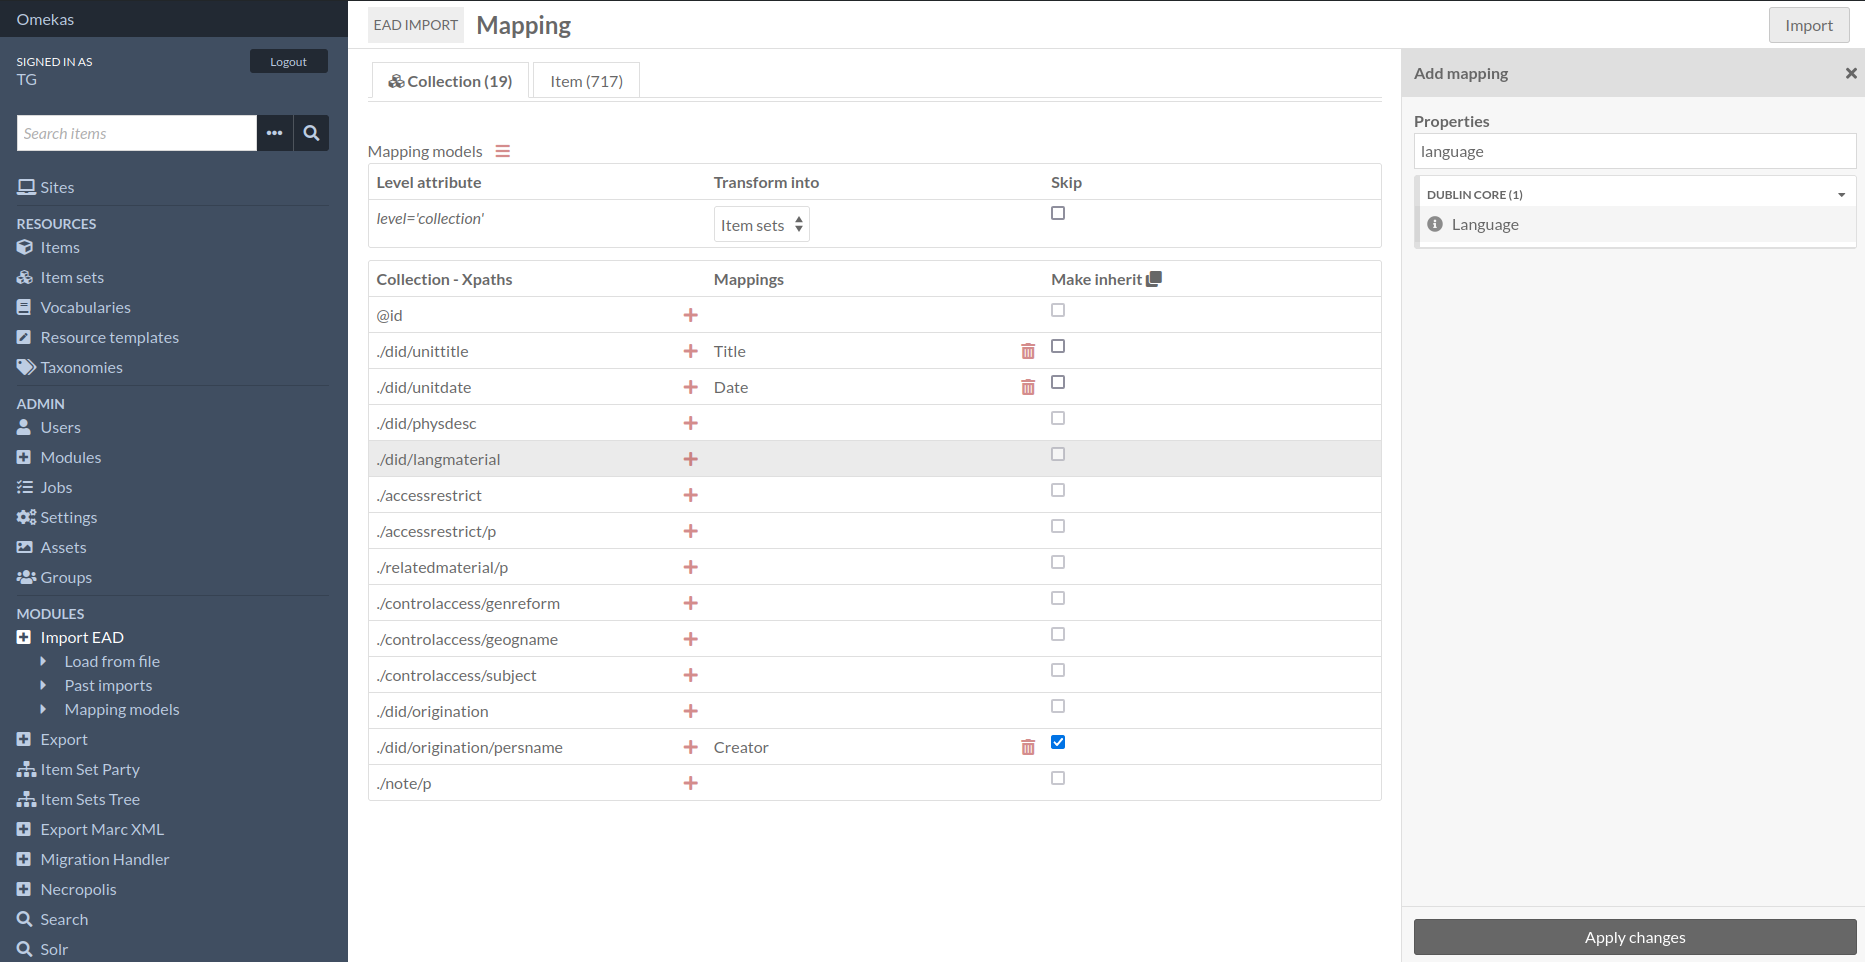 Omekas
SIGNED IN AS
TG
Logout
Search items
Sites
RESOURCES
Items
Item sets
Vocabularies
Resource templates
Taxonomies
ADMIN
Users
Modules
Jobs
Settings
Assets
Groups
MODULES
Import EAD
Load from file
Past imports
Mapping models
Export
Item Set Party
Item Sets Tree
Export Marc XML
Migration Handler
Necropolis
Search
Solr
EAD IMPORT Mapping
Import
Collection (19) Item (717)
Mapping models
Level attribute Transform into Skip
level='collection' Item sets
Collection - Xpaths Mappings Make inherit
@id
./did/unittitle Title
./did/unitdate Date
./did/physdesc
./did/langmaterial
./accessrestrict
./accessrestrict/p
./relatedmaterial/p
./controlaccess/genreform
./controlaccess/geogname
./controlaccess/subject
./did/origination
./did/origination/persname Creator
./note/p
Add mapping
Properties
language
DUBLIN CORE (1)
Language
Apply changes